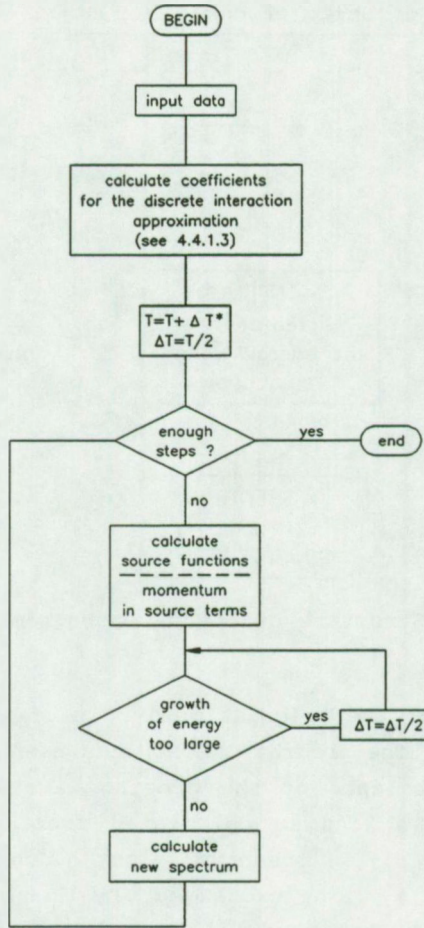 BEGIN
input data
calculate coefficients
for the discrete interaction
approximation
(see 4.4.1.3)
T=T+ Δ T*
ΔT=T/2
enough
steps ?
yes
end
no
calculate
source functions
momentum
in source terms
growth
of energy
too large
yes
ΔT=ΔT/2
no
calculate
new spectrum